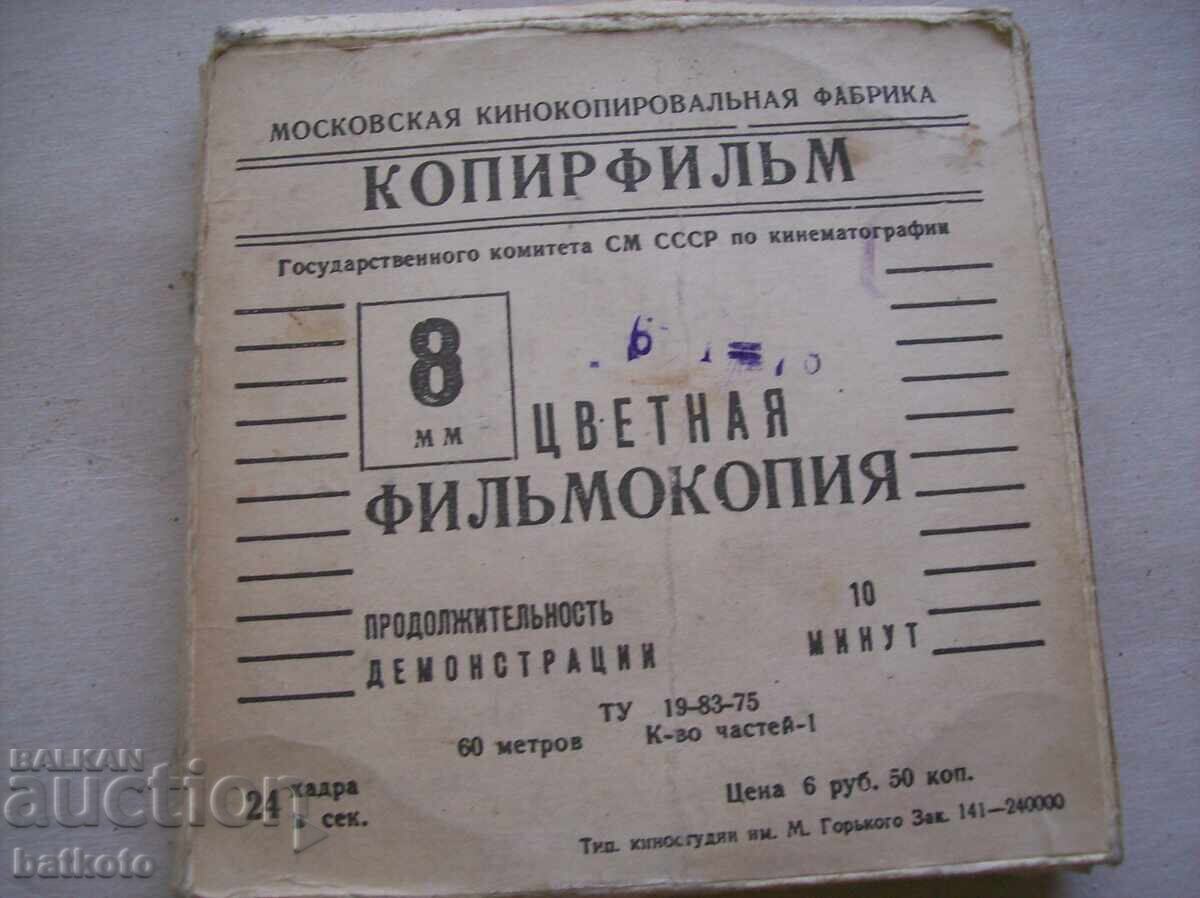 МОСКОВСКАЯ КИНОКОПИРОВАЛЬНАЯ ФАБРИКА
КОПИРФИЛЬМ
Государственного комитета СМ СССР по кинематографии
8
мм
ЦВЕТНАЯ
ФИЛЬМОКОПИЯ
ПРОДОЛЖИТЕЛЬНОСТЬ 10
ДЕМОНСТРАЦИИ МИНУТ
ТУ 19-83-75
60 метров К-во частей-1
24 кадра
в сек.
Цена 6 руб. 50 коп.
Тип. киностудии им. М. Горького Зак. 141—240000
BALKAN
auction
batkoto